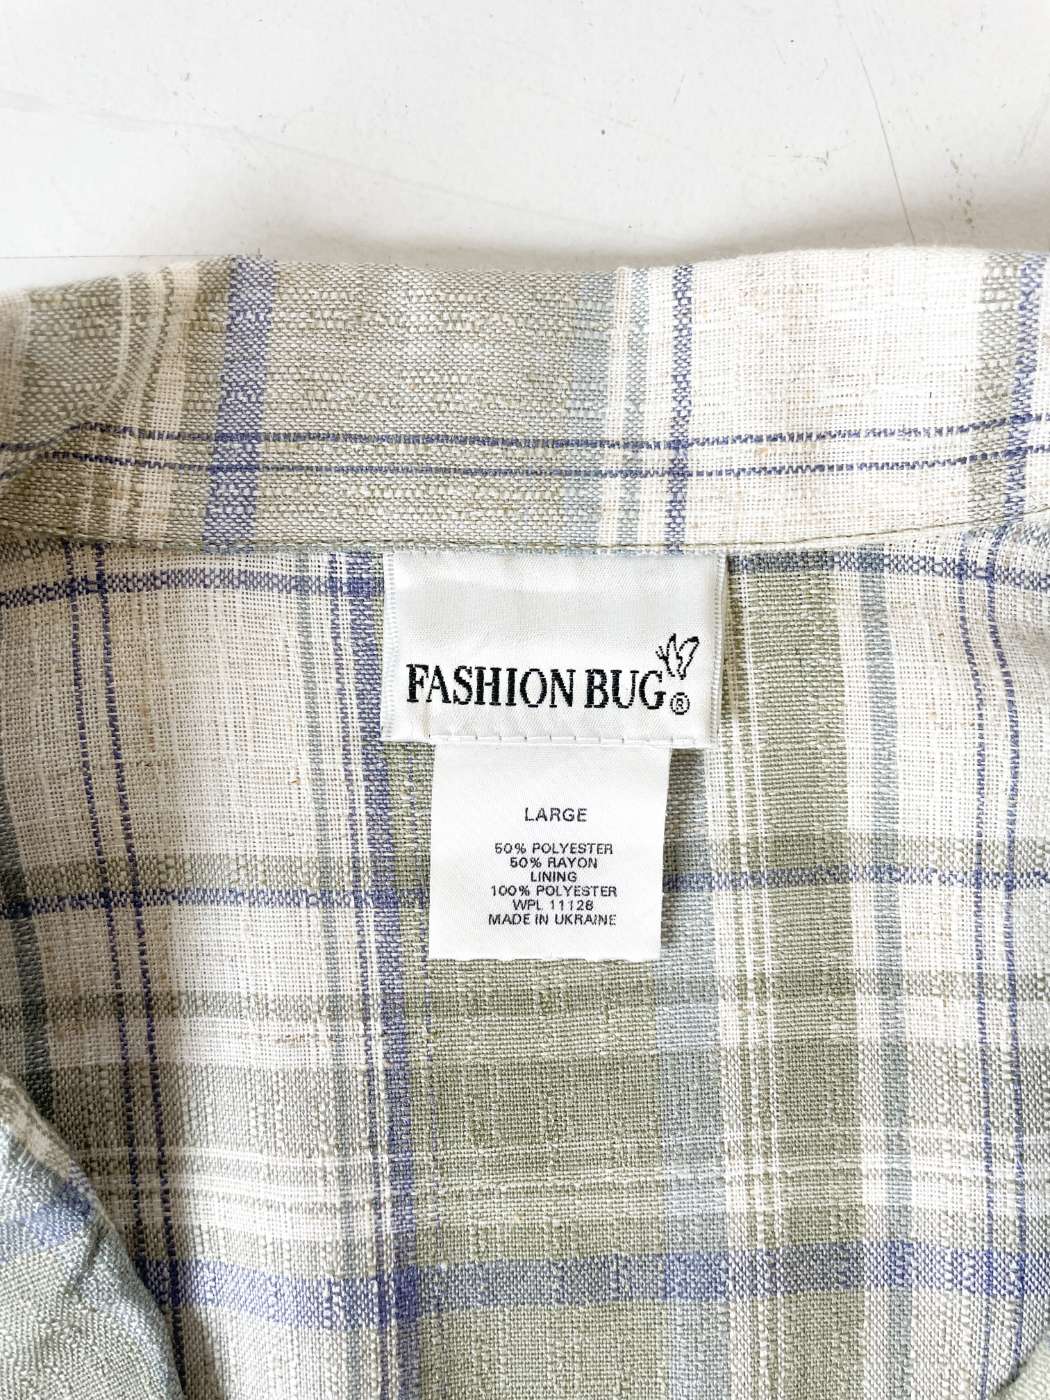 FASHION BUG®
LARGE
50% POLYESTER
50% RAYON
LINING
100% POLYESTER
WPL 11128
MADE IN UKRAINE